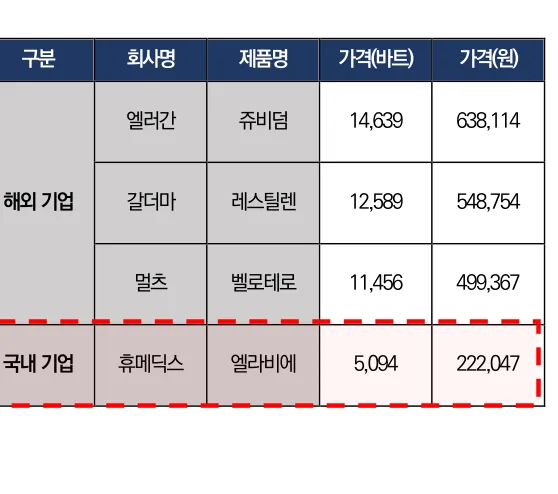 구분 회사명 제품명 가격(바트) 가격(원)
엘러간 쥬비덤 14,639 638,114
해외 기업 갈더마 레스틸렌 12,589 548,754
멀츠 벨로테로 11,456 499,367
국내 기업 휴메딕스 엘라비에 5,094 222,047